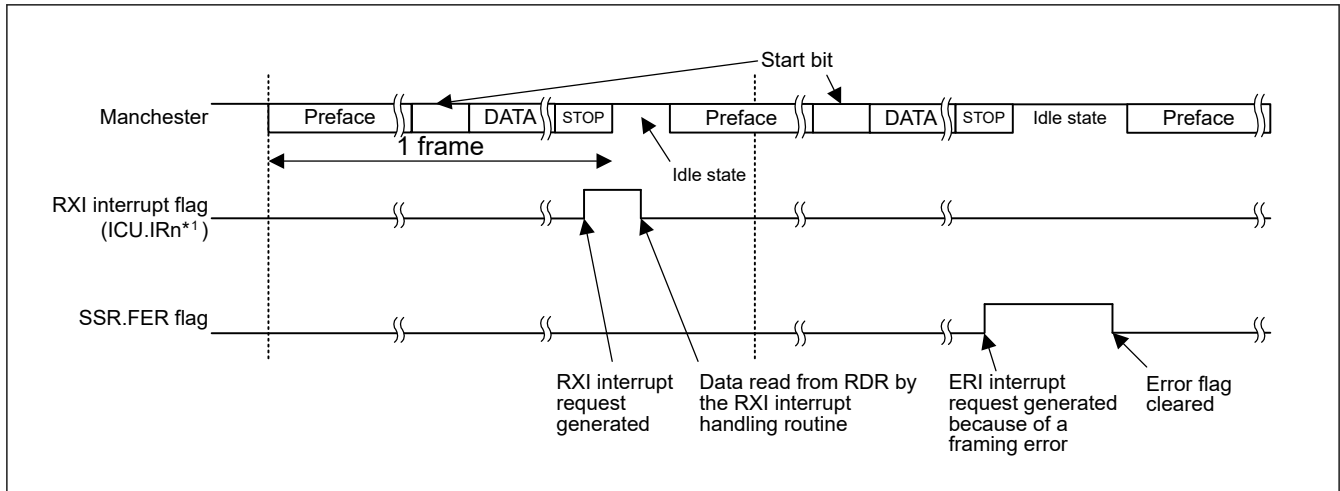 Start bit
Manchester
Preface
DATA
STOP
Preface
DATA
STOP
Idle state
Preface
1 frame
Idle state
RXI interrupt flag
(ICU.IRn*1)
SSR.FER flag
RXI interrupt
request
generated
Data read from RDR by
the RXI interrupt
handling routine
ERI interrupt
request generated
because of a
framing error
Error flag
cleared